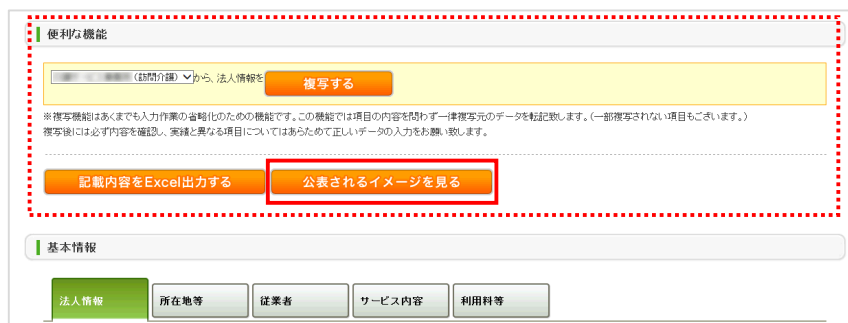 便利な機能
(訪問介護) から、法人情報を 複写する
※複写機能はあくまでも入力作業の省略化のための機能です。この機能では項目の内容を問わず一律複写元のデータを転記致します。(一部複写されない項目もございます。)
複写後には必ず内容を確認し、実績と異なる項目についてはあらためて正しいデータの入力をお願い致します。
記載内容をExcel出力する 公表されるイメージを見る
基本情報
法人情報 所在地等 従業者 サービス内容 利用料等